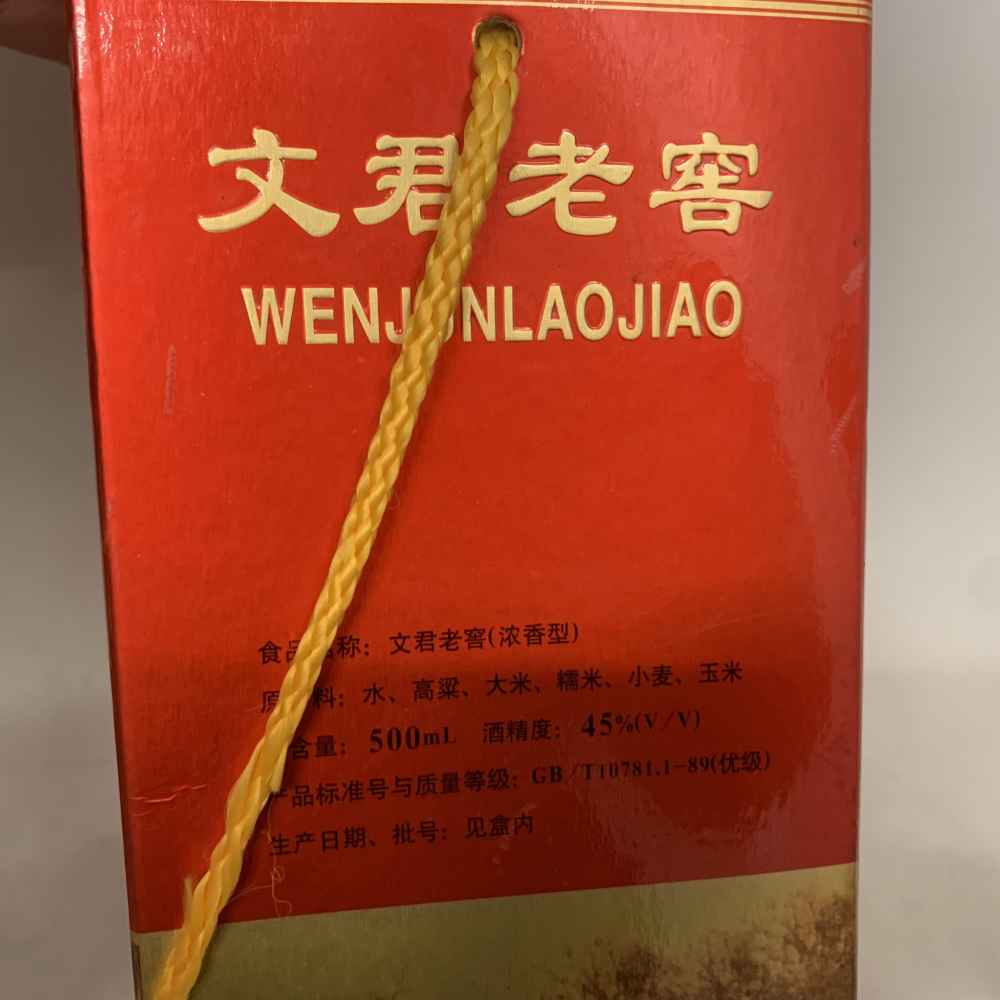 文君老窖
WENJUNLAOJIAO
食品名称：文君老窖(浓香型)
原料：水、高粱、大米、糯米、小麦、玉米
含量：500mL 酒精度：45%(V/V)
产品标准号与质量等级：GB/T10781.1-89(优级)
生产日期、批号：见盒内